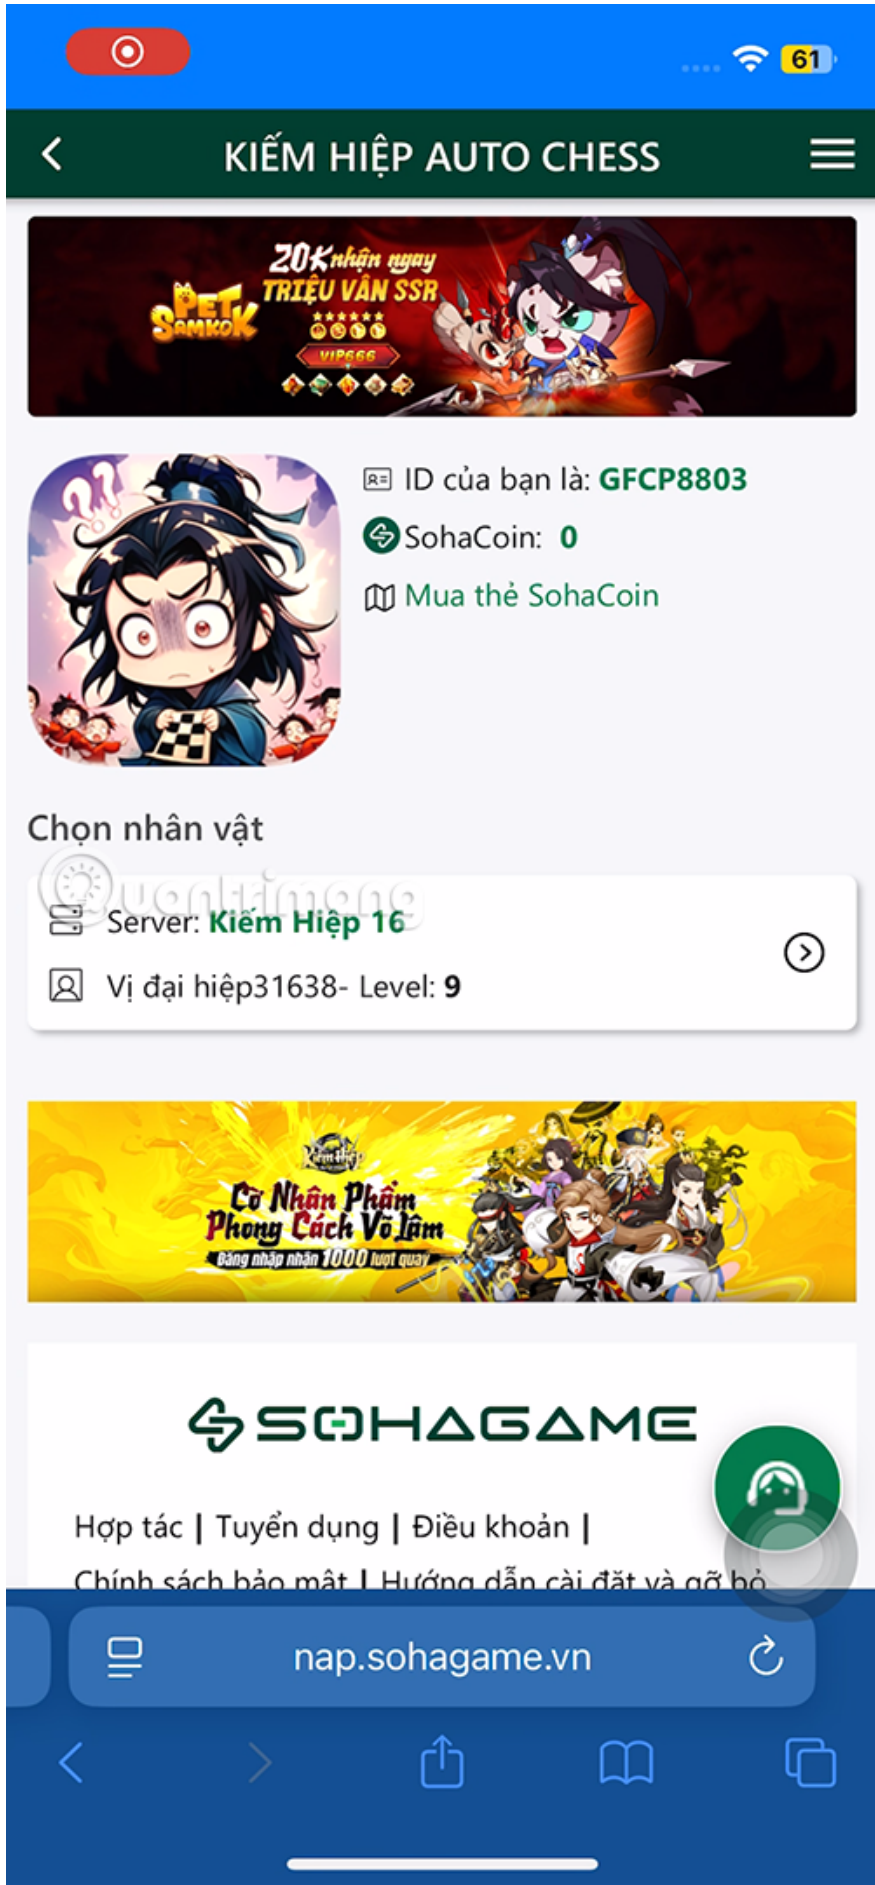 61
KIẾM HIỆP AUTO CHESS
20K nhận ngay
TRIỆU VÂN SSR
PET
SAMKOK
VIP666
??
ID của bạn là: GFCP8803
SohaCoin: 0
Mua thẻ SohaCoin
Chọn nhân vật
Quantrimang
Server: Kiếm Hiệp 16
Vị đại hiệp31638- Level: 9
Kiếm Hiệp
Cờ Nhân Phẩm
Phong Cách Võ Lâm
Đăng nhập nhận 1000 lượt quay
SOHAGAME
Hợp tác | Tuyển dụng | Điều khoản |
Chính sách bảo mật | Hướng dẫn cài đặt và gỡ bỏ
nap.sohagame.vn